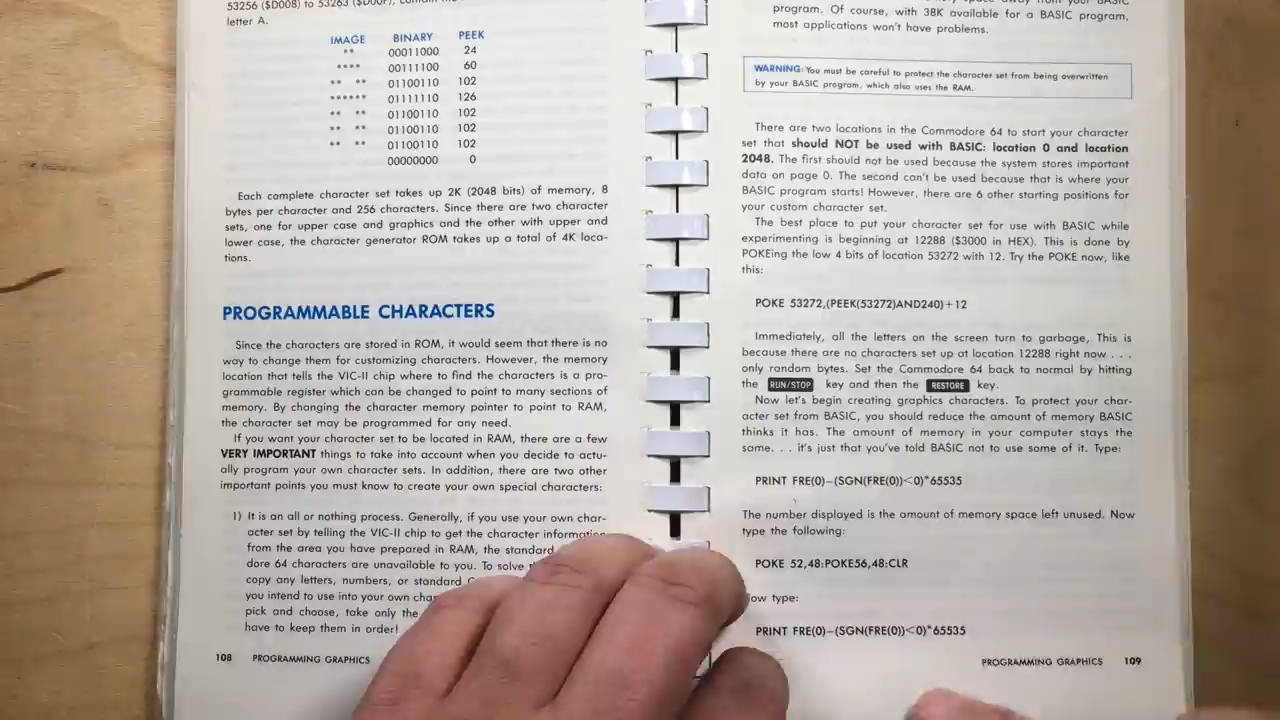 53256 ($D008) to 53263 ($D00F), contain the
letter A.
IMAGE BINARY PEEK
** 00011000 24
**** 00111100 60
** ** 01100110 102
****** 01111110 126
** ** 01100110 102
** ** 01100110 102
** ** 01100110 102
00000000 0
Each complete character set takes up 2K (2048 bits) of memory, 8
bytes per character and 256 characters. Since there are two character
sets, one for upper case and graphics and the other with upper and
lower case, the character generator ROM takes up a total of 4K loca-
tions.
PROGRAMMABLE CHARACTERS
Since the characters are stored in ROM, it would seem that there is no
way to change them for customizing characters. However, the memory
location that tells the VIC-II chip where to find the characters is a pro-
grammable register which can be changed to point to many sections of
memory. By changing the character memory pointer to point to RAM,
the character set may be programmed for any need.
If you want your character set to be located in RAM, there are a few
VERY IMPORTANT things to take into account when you decide to actu-
ally program your own character sets. In addition, there are two other
important points you must know to create your own special characters:
1) It is an all or nothing process. Generally, if you use your own char-
acter set by telling the VIC-II chip to get the character information
from the area you have prepared in RAM, the standard
dore 64 characters are unavailable to you. To solve
copy any letters, numbers, or standard
you intend to use into your own
pick and choose, take only the
have to keep them in order!
108 PROGRAMMING GRAPHICS
space away from your BASIC
program. Of course, with 38K available for a BASIC program,
most applications won't have problems.
WARNING: You must be careful to protect the character set from being overwritten
by your BASIC program, which also uses the RAM.
There are two locations in the Commodore 64 to start your character
set that should NOT be used with BASIC: location 0 and location
2048. The first should not be used because the system stores important
data on page 0. The second can't be used because that is where your
BASIC program starts! However, there are 6 other starting positions for
your custom character set.
The best place to put your character set for use with BASIC while
experimenting is beginning at 12288 ($3000 in HEX). This is done by
POKEing the low 4 bits of location 53272 with 12. Try the POKE now, like
this:
POKE 53272,(PEEK(53272)AND240)+12
Immediately, all the letters on the screen turn to garbage, This is
because there are no characters set up at location 12288 right now . . .
only random bytes. Set the Commodore 64 back to normal by hitting
the RUN/STOP key and then the RESTORE key.
Now let's begin creating graphics characters. To protect your char-
acter set from BASIC, you should reduce the amount of memory BASIC
thinks it has. The amount of memory in your computer stays the
same. . . it's just that you've told BASIC not to use some of it. Type:
PRINT FRE(0)-(SGN(FRE(0))<0)*65535
The number displayed is the amount of memory space left unused. Now
type the following:
POKE 52,48:POKE56,48:CLR
ow type:
PRINT FRE(0)-(SGN(FRE(0))<0)*65535
PROGRAMMING GRAPHICS 109